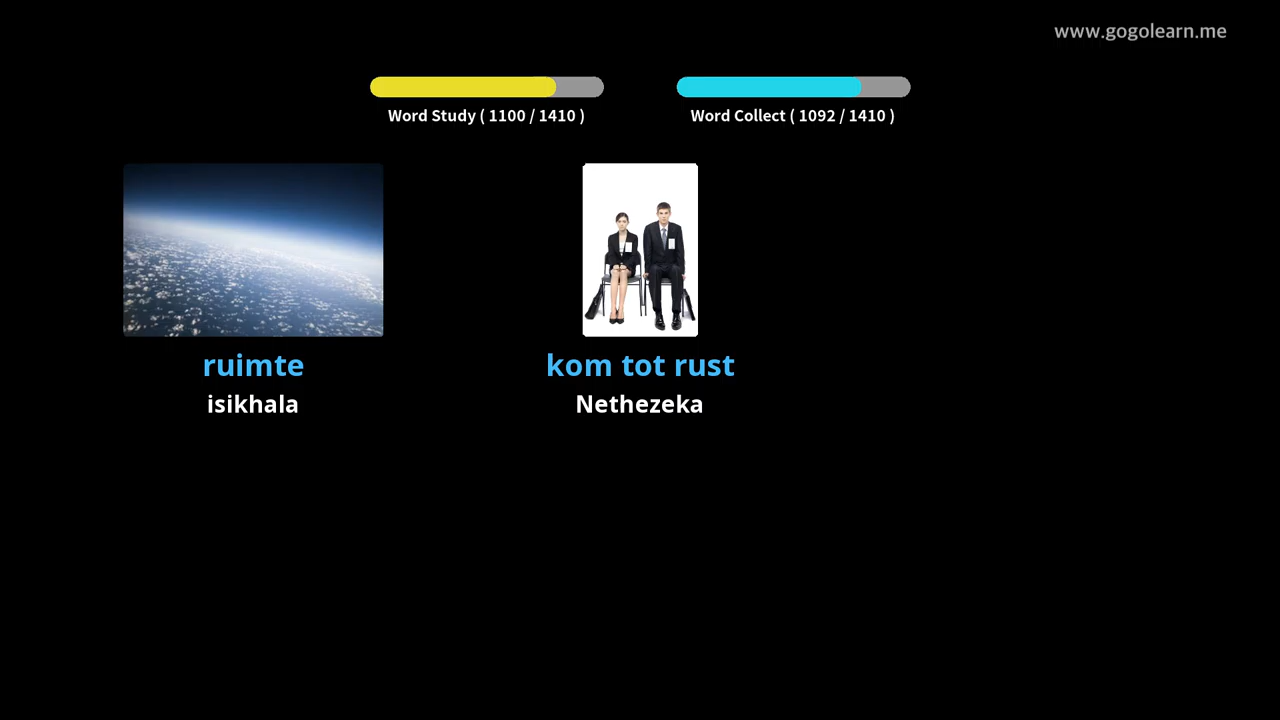 www.gogolearn.me
Word Study ( 1100 / 1410 )
Word Collect ( 1092 / 1410 )
ruimte
isikhala
kom tot rust
Nethezeka